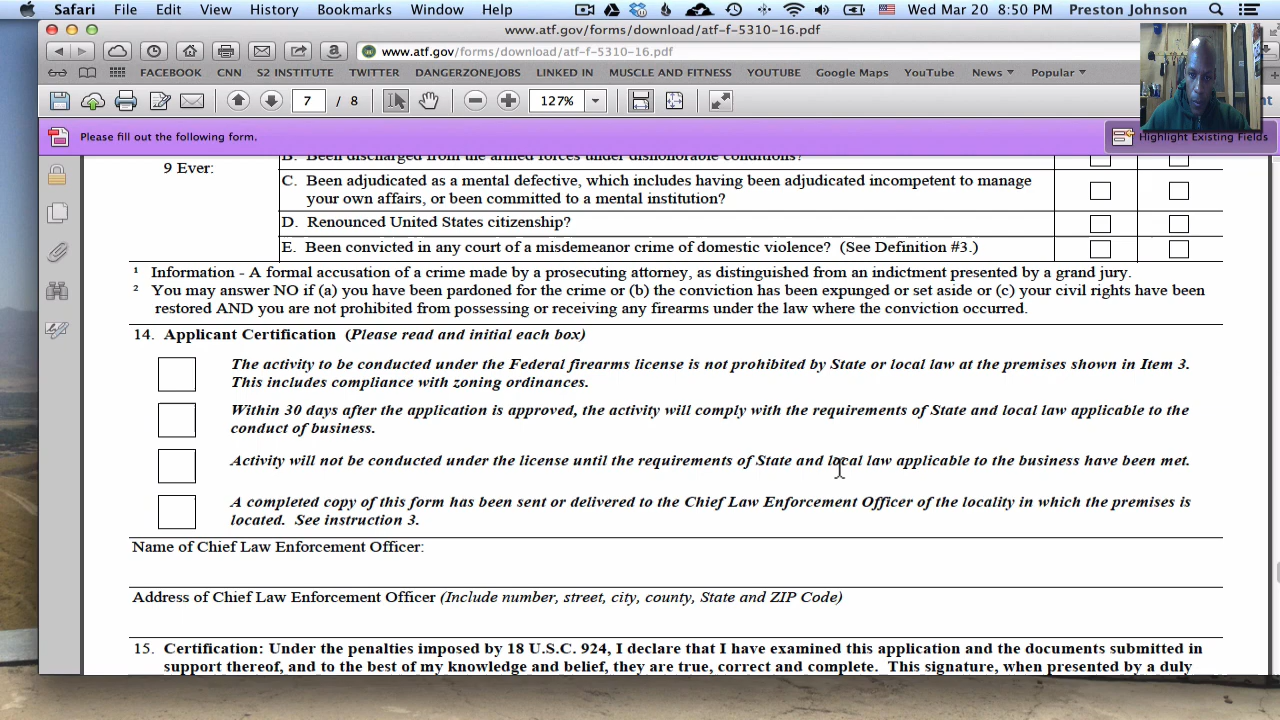 Safari File Edit View History Bookmarks Window Help Wed Mar 20 8:50 PM Preston Johnson
www.atf.gov/forms/download/atf-f-5310-16.pdf
www.atf.gov/forms/download/atf-f-5310-16.pdf
FACEBOOK CNN S2 INSTITUTE TWITTER DANGERZONEJOBS LINKED IN MUSCLE AND FITNESS YOUTUBE Google Maps YouTube News Popular
7 / 8 127%
Please fill out the following form. Highlight Existing Fields
B. Been discharged from the armed forces under dishonorable conditions?
9 Ever:
C. Been adjudicated as a mental defective, which includes having been adjudicated incompetent to manage
your own affairs, or been committed to a mental institution?
D. Renounced United States citizenship?
E. Been convicted in any court of a misdemeanor crime of domestic violence? (See Definition #3.)
1 Information - A formal accusation of a crime made by a prosecuting attorney, as distinguished from an indictment presented by a grand jury.
2 You may answer NO if (a) you have been pardoned for the crime or (b) the conviction has been expunged or set aside or (c) your civil rights have been
restored AND you are not prohibited from possessing or receiving any firearms under the law where the conviction occurred.
14. Applicant Certification (Please read and initial each box)
The activity to be conducted under the Federal firearms license is not prohibited by State or local law at the premises shown in Item 3.
This includes compliance with zoning ordinances.
Within 30 days after the application is approved, the activity will comply with the requirements of State and local law applicable to the
conduct of business.
Activity will not be conducted under the license until the requirements of State and local law applicable to the business have been met.
A completed copy of this form has been sent or delivered to the Chief Law Enforcement Officer of the locality in which the premises is
located. See instruction 3.
Name of Chief Law Enforcement Officer:
Address of Chief Law Enforcement Officer (Include number, street, city, county, State and ZIP Code)
15. Certification: Under the penalties imposed by 18 U.S.C. 924, I declare that I have examined this application and the documents submitted in
support thereof, and to the best of my knowledge and belief, they are true, correct and complete. This signature, when presented by a duly